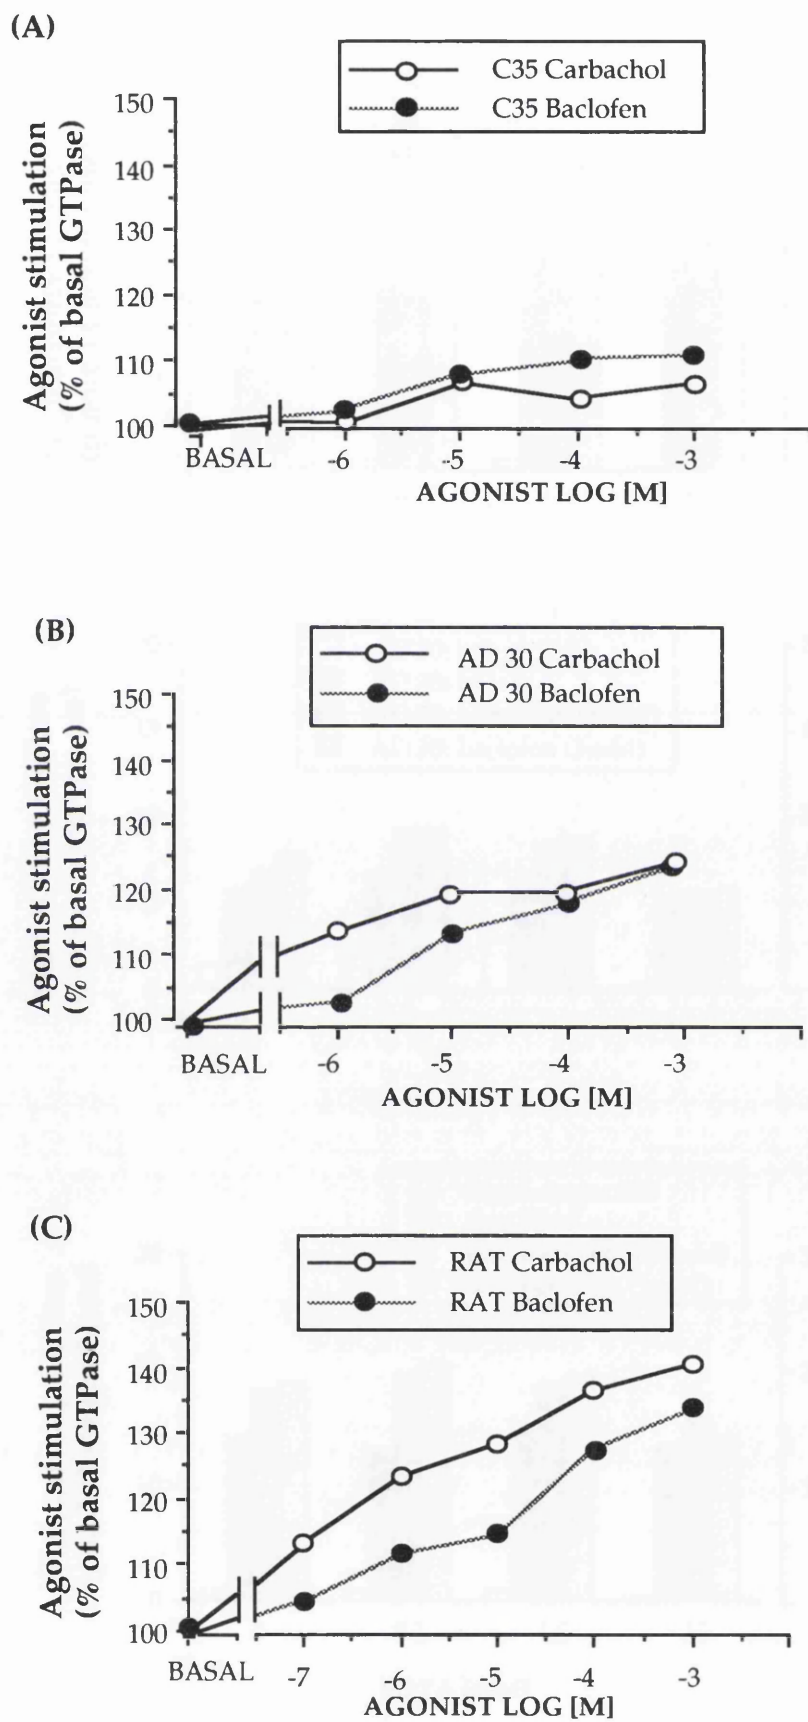 (A)
C35 Carbachol
C35 Baclofen
Agonist stimulation
(% of basal GTPase)
150
140
130
120
110
100
BASAL
-6
-5
-4
-3
AGONIST LOG [M]
(B)
AD 30 Carbachol
AD 30 Baclofen
Agonist stimulation
(% of basal GTPase)
150
140
130
120
110
100
BASAL
-6
-5
-4
-3
AGONIST LOG [M]
(C)
RAT Carbachol
RAT Baclofen
Agonist stimulation
(% of basal GTPase)
150
140
130
120
110
100
BASAL
-7
-6
-5
-4
-3
AGONIST LOG [M]